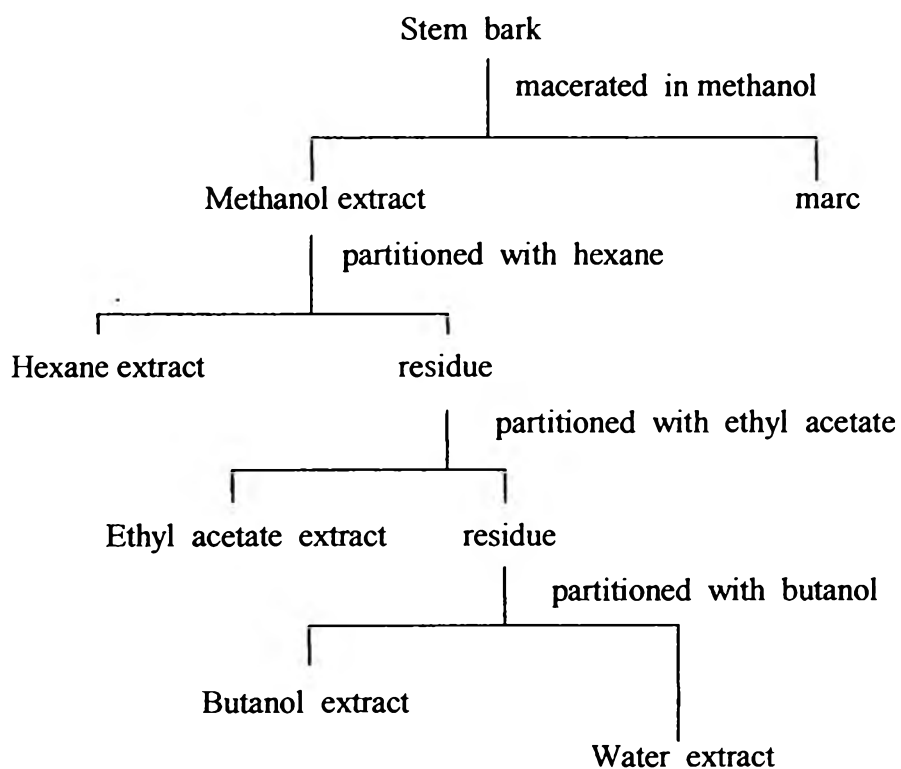 Stem bark
macerated in methanol
Methanol extract
marc
partitioned with hexane
Hexane extract
residue
partitioned with ethyl acetate
Ethyl acetate extract
residue
partitioned with butanol
Butanol extract
Water extract